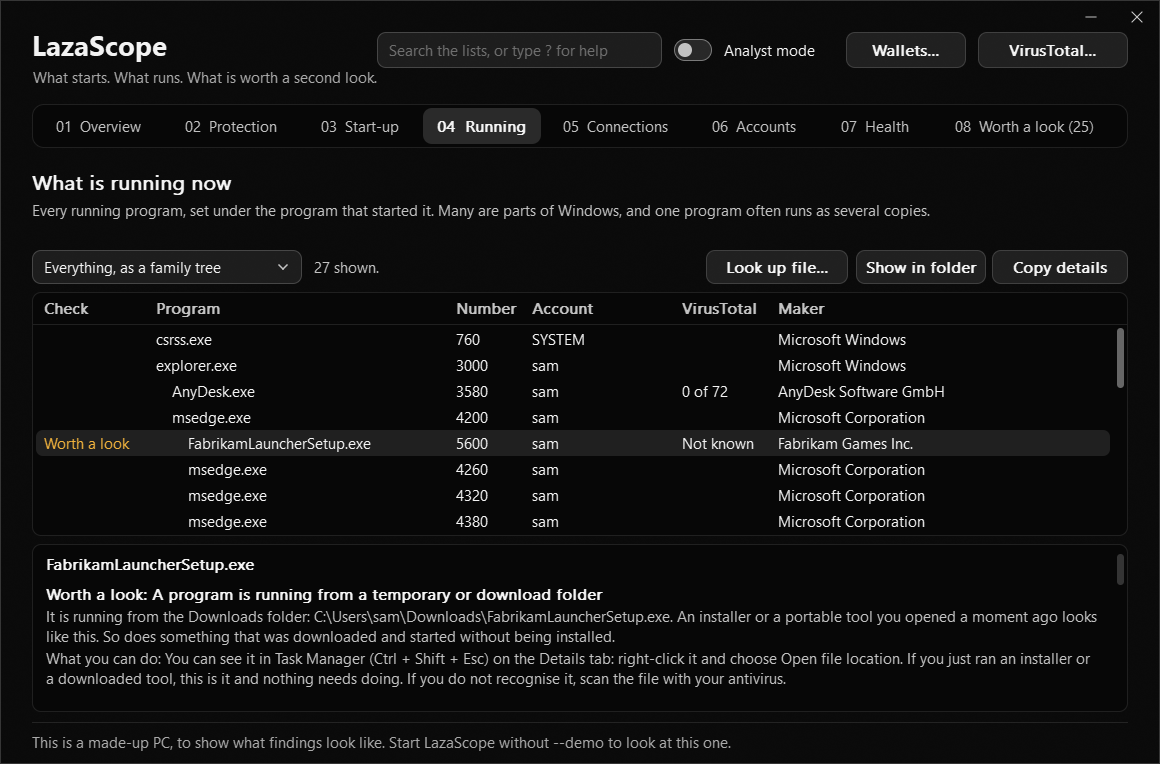 LazaScope
What starts. What runs. What is worth a second look.
Search the lists, or type ? for help
Analyst mode
Wallets...
VirusTotal...
01 Overview
02 Protection
03 Start-up
04 Running
05 Connections
06 Accounts
07 Health
08 Worth a look (25)
What is running now
Every running program, set under the program that started it. Many are parts of Windows, and one program often runs as several copies.
Everything, as a family tree
27 shown.
Look up file...
Show in folder
Copy details
Check Program Number Account VirusTotal Maker
csrss.exe 760 SYSTEM Microsoft Windows
explorer.exe 3000 sam Microsoft Windows
AnyDesk.exe 3580 sam 0 of 72 AnyDesk Software GmbH
msedge.exe 4200 sam Microsoft Corporation
Worth a look FabrikamLauncherSetup.exe 5600 sam Not known Fabrikam Games Inc.
msedge.exe 4260 sam Microsoft Corporation
msedge.exe 4320 sam Microsoft Corporation
msedge.exe 4380 sam Microsoft Corporation
FabrikamLauncherSetup.exe
Worth a look: A program is running from a temporary or download folder
It is running from the Downloads folder: C:\Users\sam\Downloads\FabrikamLauncherSetup.exe. An installer or a portable tool you opened a moment ago looks
like this. So does something that was downloaded and started without being installed.
What you can do: You can see it in Task Manager (Ctrl + Shift + Esc) on the Details tab: right-click it and choose Open file location. If you just ran an installer or
a downloaded tool, this is it and nothing needs doing. If you do not recognise it, scan the file with your antivirus.
This is a made-up PC, to show what findings look like. Start LazaScope without --demo to look at this one.